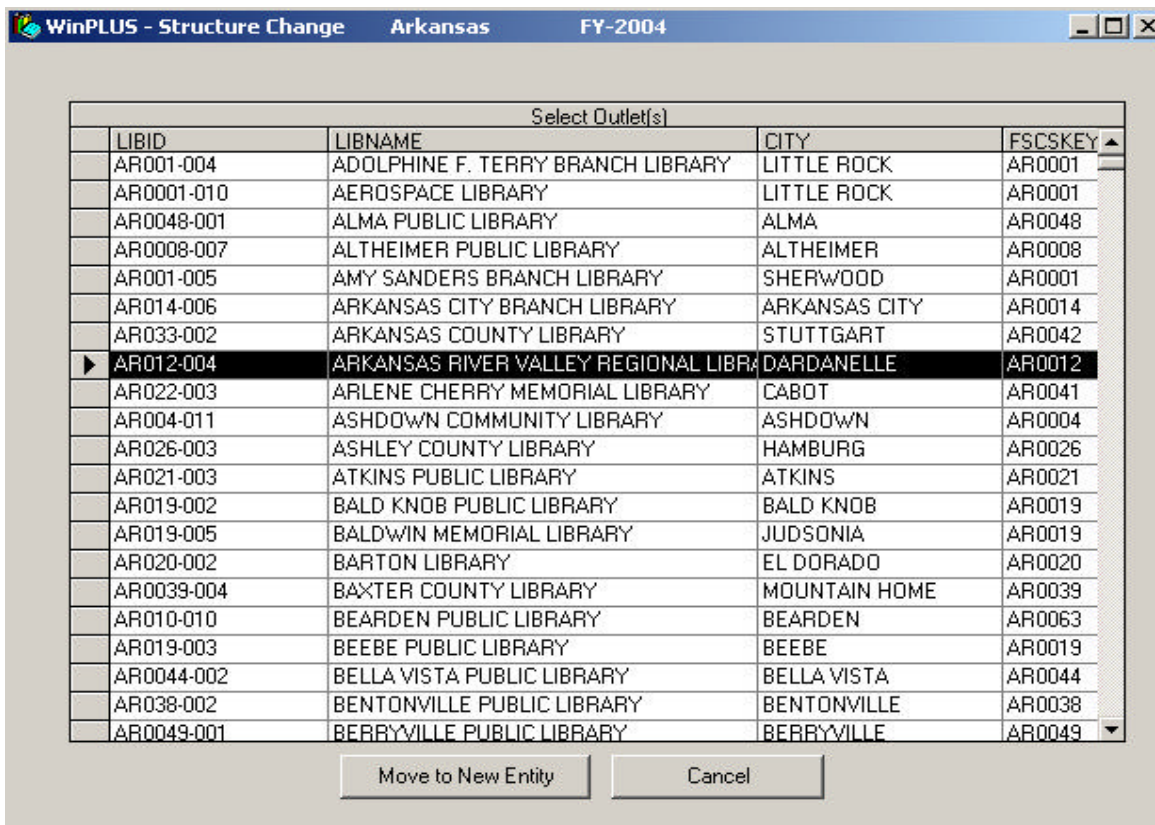 WinPLUS - Structure Change Arkansas FY-2004
Select Outlet(s)
LIBID LIBNAME CITY FSCSKEY
AR001-004 ADOLPHINE F. TERRY BRANCH LIBRARY LITTLE ROCK AR0001
AR0001-010 AEROSPACE LIBRARY LITTLE ROCK AR0001
AR0048-001 ALMA PUBLIC LIBRARY ALMA AR0048
AR0008-007 ALTHEIMER PUBLIC LIBRARY ALTHEIMER AR0008
AR001-005 AMY SANDERS BRANCH LIBRARY SHERWOOD AR0001
AR014-006 ARKANSAS CITY BRANCH LIBRARY ARKANSAS CITY AR0014
AR033-002 ARKANSAS COUNTY LIBRARY STUTTGART AR0042
AR012-004 ARKANSAS RIVER VALLEY REGIONAL LIBRA DARDANELLE AR0012
AR022-003 ARLENE CHERRY MEMORIAL LIBRARY CABOT AR0041
AR004-011 ASHDOWN COMMUNITY LIBRARY ASHDOWN AR0004
AR026-003 ASHLEY COUNTY LIBRARY HAMBURG AR0026
AR021-003 ATKINS PUBLIC LIBRARY ATKINS AR0021
AR019-002 BALD KNOB PUBLIC LIBRARY BALD KNOB AR0019
AR019-005 BALDWIN MEMORIAL LIBRARY JUDSONIA AR0019
AR020-002 BARTON LIBRARY EL DORADO AR0020
AR0039-004 BAXTER COUNTY LIBRARY MOUNTAIN HOME AR0039
AR010-010 BEARDEN PUBLIC LIBRARY BEARDEN AR0063
AR019-003 BEEBE PUBLIC LIBRARY BEEBE AR0019
AR0044-002 BELLA VISTA PUBLIC LIBRARY BELLA VISTA AR0044
AR038-002 BENTONVILLE PUBLIC LIBRARY BENTONVILLE AR0038
AR0049-001 BERRYVILLE PUBLIC LIBRARY BERRYVILLE AR0049
Move to New Entity Cancel